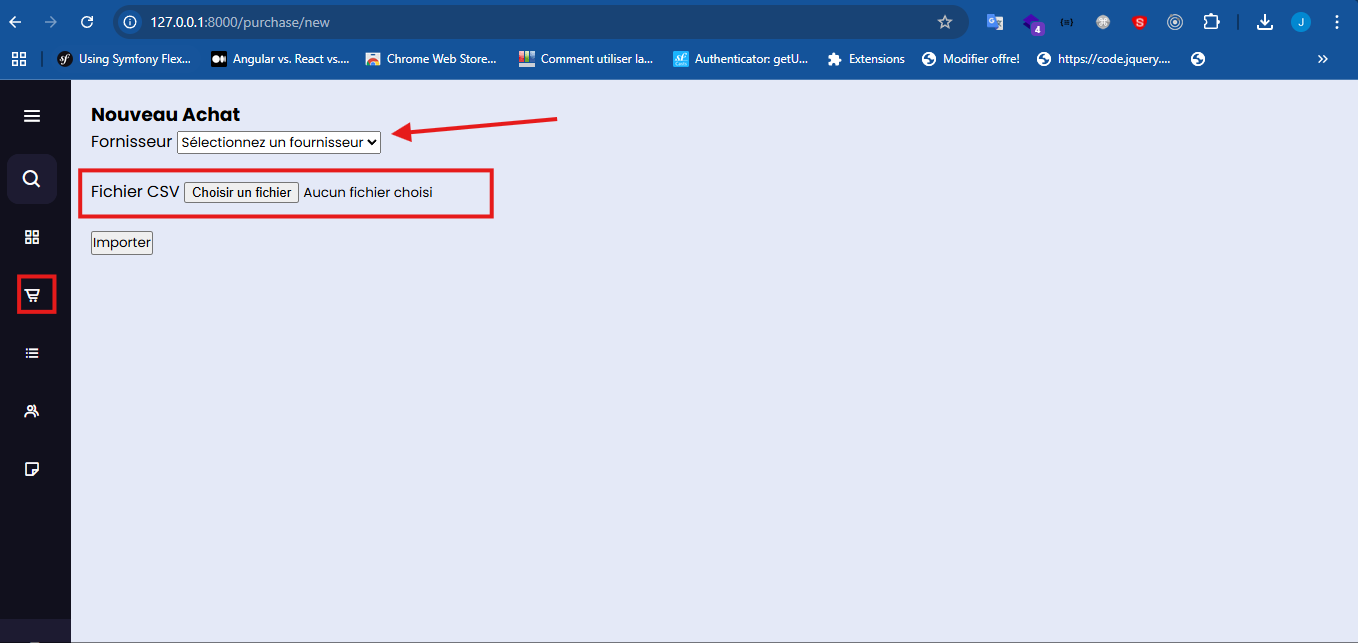 127.0.0.1:8000/purchase/new
4
{≡}
S
J
Using Symfony Flex...
Angular vs. React vs....
Chrome Web Store...
Comment utiliser la...
Authenticator: getU...
Extensions
Modifier offre!
https://code.jquery....
»
Nouveau Achat
Fornisseur Sélectionnez un fournisseur
Fichier CSV Choisir un fichier Aucun fichier choisi
Importer